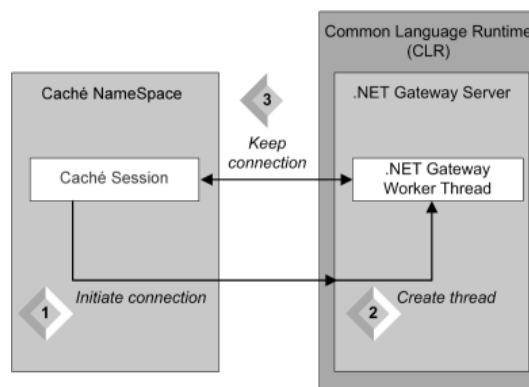 Common Language Runtime
(CLR)
Caché NameSpace
3
.NET Gateway Server
Keep
connection
Caché Session
.NET Gateway
Worker Thread
1
Initiate connection
2
Create thread